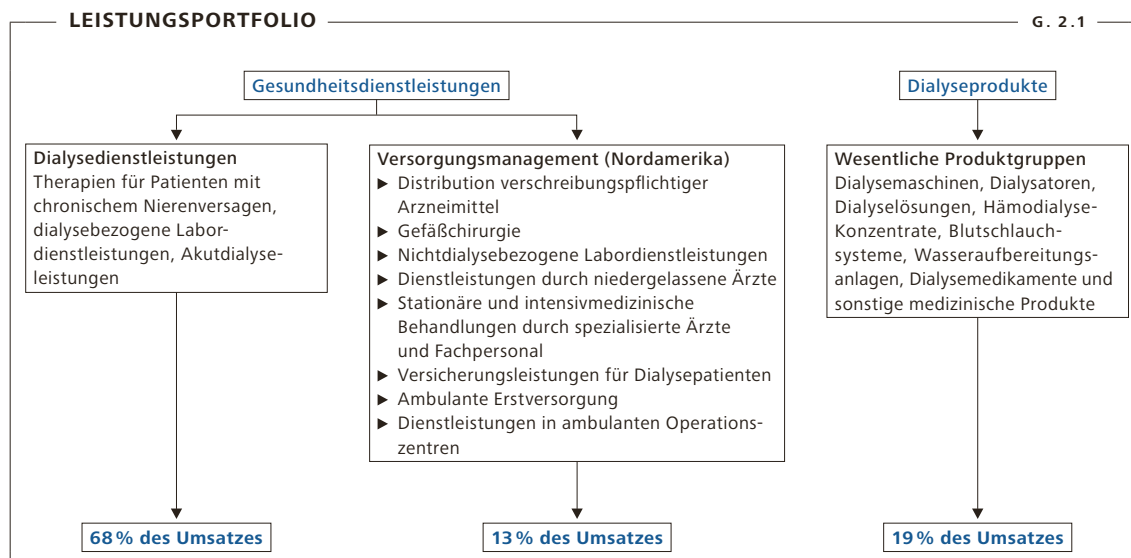 LEISTUNGSPORTFOLIO
G. 2.1
Gesundheitsdienstleistungen
Dialyseprodukte
Dialysedienstleistungen
Therapien für Patienten mit
chronischem Nierenversagen,
dialysebezogene Labor-
dienstleistungen, Akutdialyse-
leistungen
Versorgungsmanagement (Nordamerika)
► Distribution verschreibungspflichtiger
Arzneimittel
► Gefäßchirurgie
► Nichtdialysebezogene Labordienstleistungen
► Dienstleistungen durch niedergelassene Ärzte
► Stationäre und intensivmedizinische
Behandlungen durch spezialisierte Ärzte
und Fachpersonal
► Versicherungsleistungen für Dialysepatienten
► Ambulante Erstversorgung
► Dienstleistungen in ambulanten Operations-
zentren
Wesentliche Produktgruppen
Dialysemaschinen, Dialysatoren,
Dialyselösungen, Hämodialyse-
Konzentrate, Blutschlauch-
systeme, Wasseraufbereitungs-
anlagen, Dialysemedikamente und
sonstige medizinische Produkte
68 % des Umsatzes
13 % des Umsatzes
19 % des Umsatzes